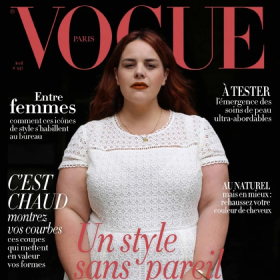 VOGUE
PARIS
Entre
femmes
comment ces icônes
de style s'habillent
au bureau
À TESTER
l'émergence des
soins de peau
ultra-abordables
C'EST
CHAUD
montrez
vos courbes
ces coupes
qui mettent
en valeur
vos formes
AU NATUREL
mais en mieux :
rehaussez votre
couleur de cheveux
Un style
sans pareil